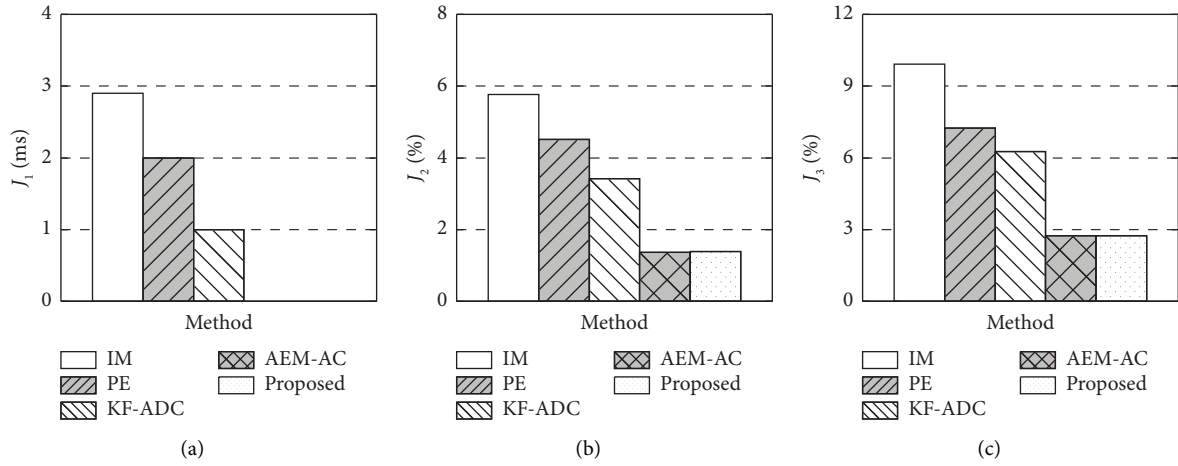 4
3
2
1
0
J1 (ms)
Method
IM
PE
KF-ADC
AEM-AC
Proposed
(a)
8
6
4
2
0
J2 (%)
Method
IM
PE
KF-ADC
AEM-AC
Proposed
(b)
12
9
6
3
0
J3 (%)
Method
IM
PE
KF-ADC
AEM-AC
Proposed
(c)